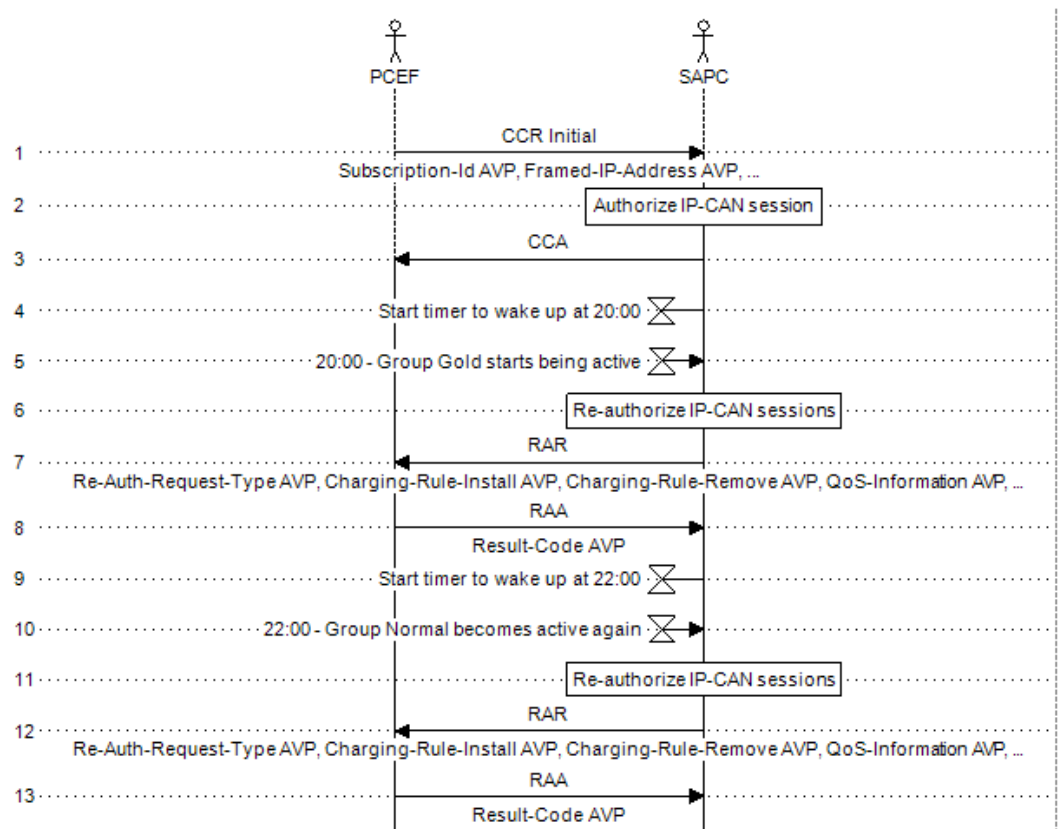 PCEF SAPC
CCR Initial
1
Subscription-Id AVP, Framed-IP-Address AVP, ...
2 Authorize IP-CAN session
CCA
3
4 Start timer to wake up at 20:00
5 20:00 - Group Gold starts being active
6 Re-authorize IP-CAN sessions
RAR
7
Re-Auth-Request-Type AVP, Charging-Rule-Install AVP, Charging-Rule-Remove AVP, QoS-Information AVP, ...
RAA
8
Result-Code AVP
9 Start timer to wake up at 22:00
10 22:00 - Group Normal becomes active again
11 Re-authorize IP-CAN sessions
RAR
12
Re-Auth-Request-Type AVP, Charging-Rule-Install AVP, Charging-Rule-Remove AVP, QoS-Information AVP, ...
RAA
13
Result-Code AVP